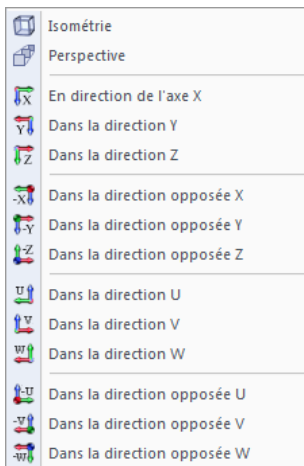 Isométrie
Perspective
X En direction de l'axe X
Y Dans la direction Y
Z Dans la direction Z
-X Dans la direction opposée X
-Y Dans la direction opposée Y
-Z Dans la direction opposée Z
U Dans la direction U
V Dans la direction V
W Dans la direction W
-U Dans la direction opposée U
-V Dans la direction opposée V
-W Dans la direction opposée W